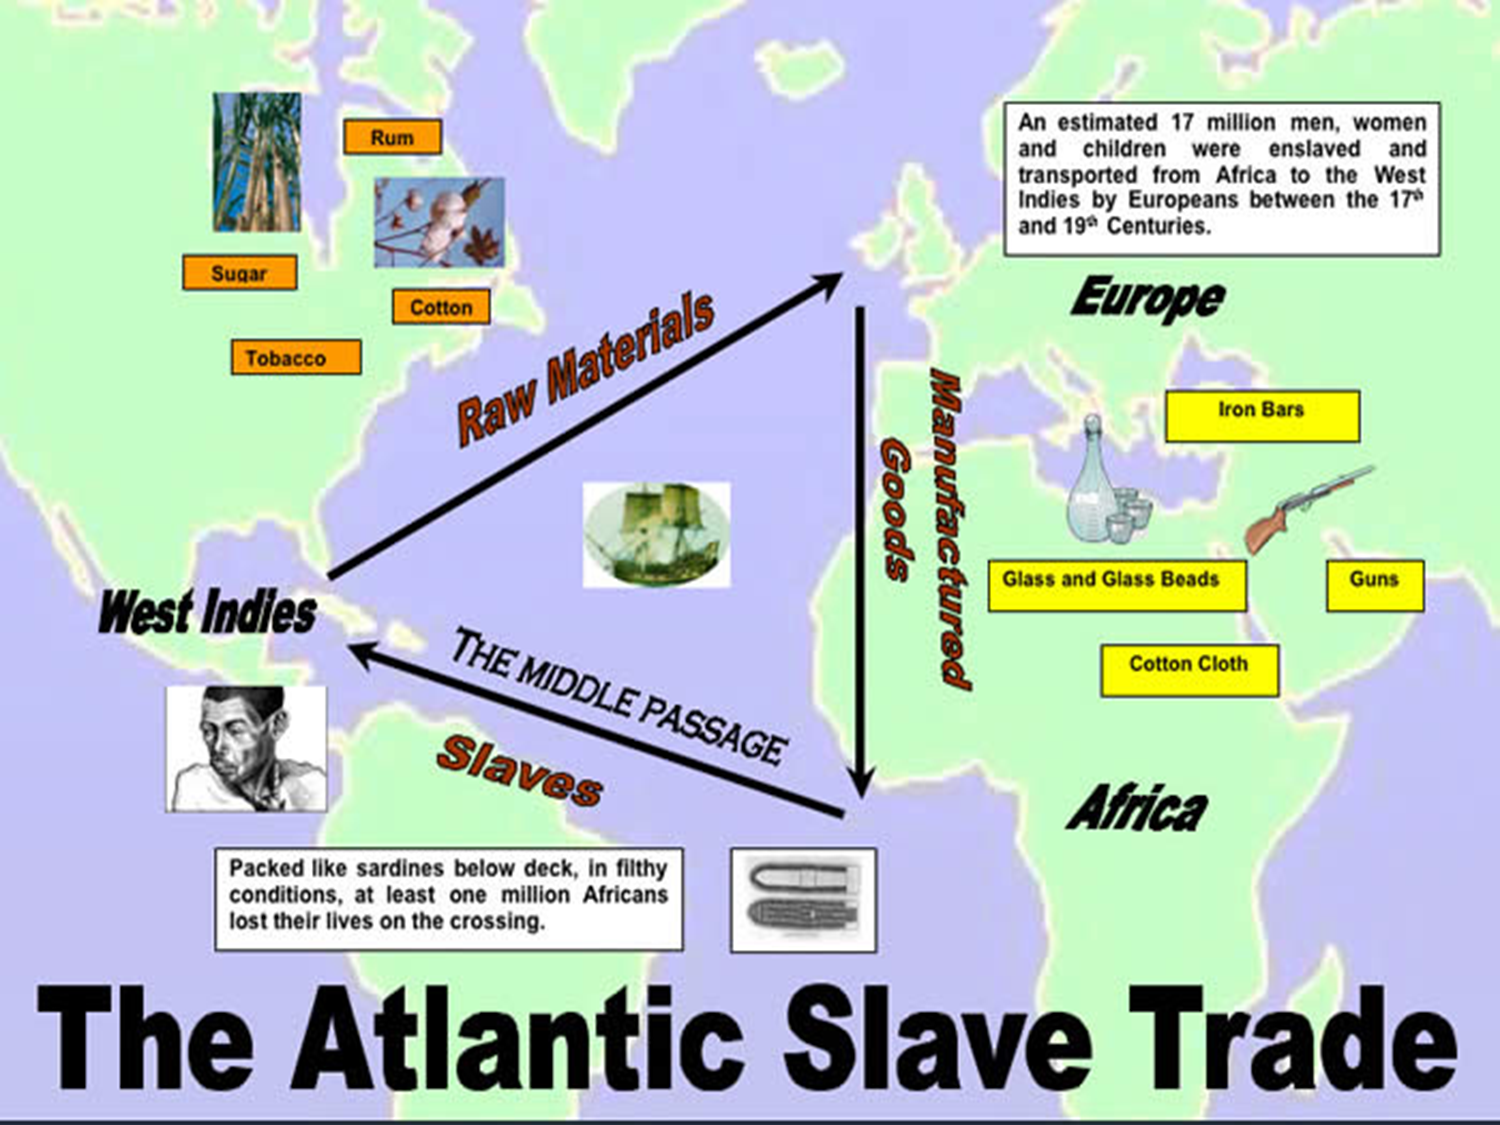 Rum
An estimated 17 million men, women
and children were enslaved and
transported from Africa to the West
Indies by Europeans between the 17th
and 19th Centuries.
Sugar
Cotton
Tobacco
Raw Materials
Europe
Manufactured
Goods
Iron Bars
Glass and Glass Beads
Guns
Cotton Cloth
West Indies
THE MIDDLE PASSAGE
Slaves
Africa
Packed like sardines below deck, in filthy
conditions, at least one million Africans
lost their lives on the crossing.
The Atlantic Slave Trade